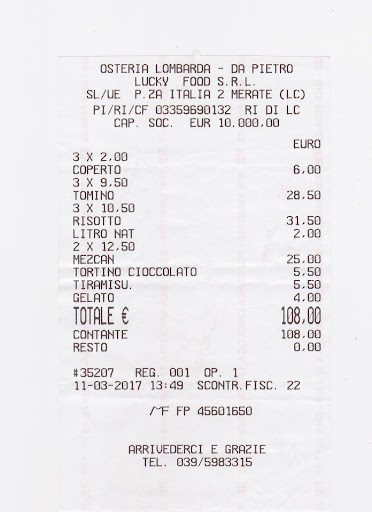 OSTERIA LOMBARDA - DA PIETRO
LUCKY FOOD S.R.L.
SL/UE P.ZA ITALIA 2 MERATE (LC)
PI/RI/CF 03359690132 RI DI LC
CAP. SOC. EUR 10.000,00
EURO
3 X 2,00
COPERTO 6,00
3 X 9,50
TOMINO 28,50
3 X 10,50
RISOTTO 31,50
LITRO NAT 2,00
2 X 12,50
MEZCAN 25,00
TORTINO CIOCCOLATO 5,50
TIRAMISU. 5,50
GELATO 4,00
TOTALE € 108,00
CONTANTE 108,00
RESTO 0,00
#35207 REG. 001 OP. 1
11-03-2017 13:49 SCONTR.FISC. 22
FP 45601650
ARRIVEDERCI E GRAZIE
TEL. 039/5983315